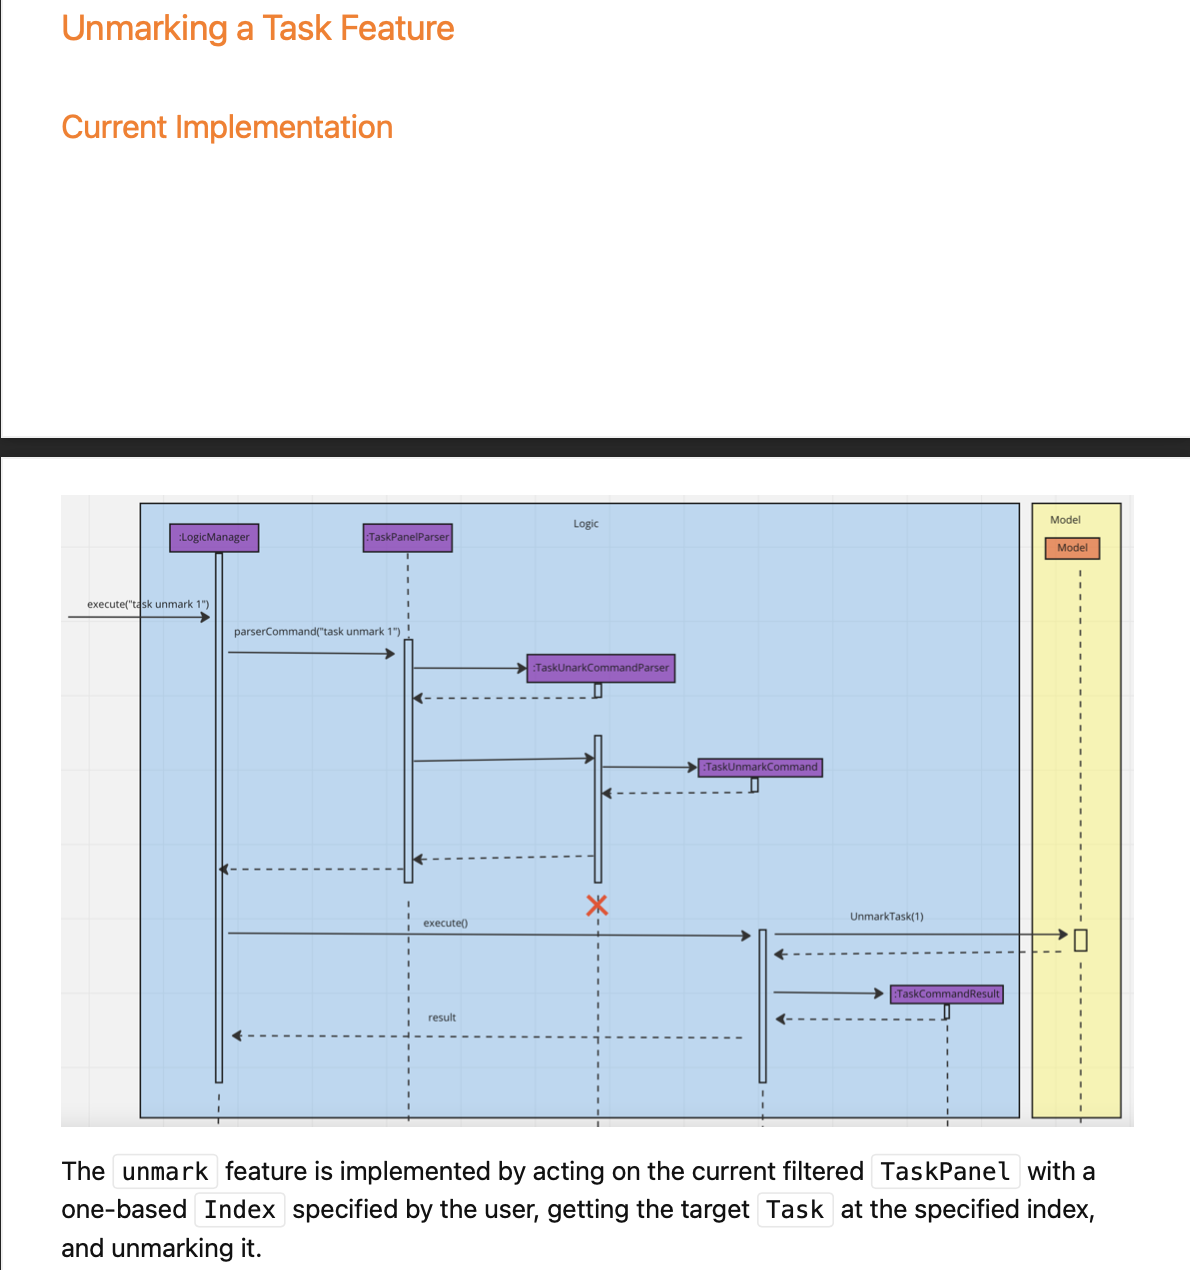 Unmarking a Task Feature
Current Implementation
Logic
Model
:LogicManager
:TaskPanelParser
Model
execute("task unmark 1")
parserCommand("task unmark 1")
:TaskUnarkCommandParser
:TaskUnmarkCommand
execute()
UnmarkTask(1)
:TaskCommandResult
result
The unmark feature is implemented by acting on the current filtered TaskPanel with a
one-based Index specified by the user, getting the target Task at the specified index,
and unmarking it.